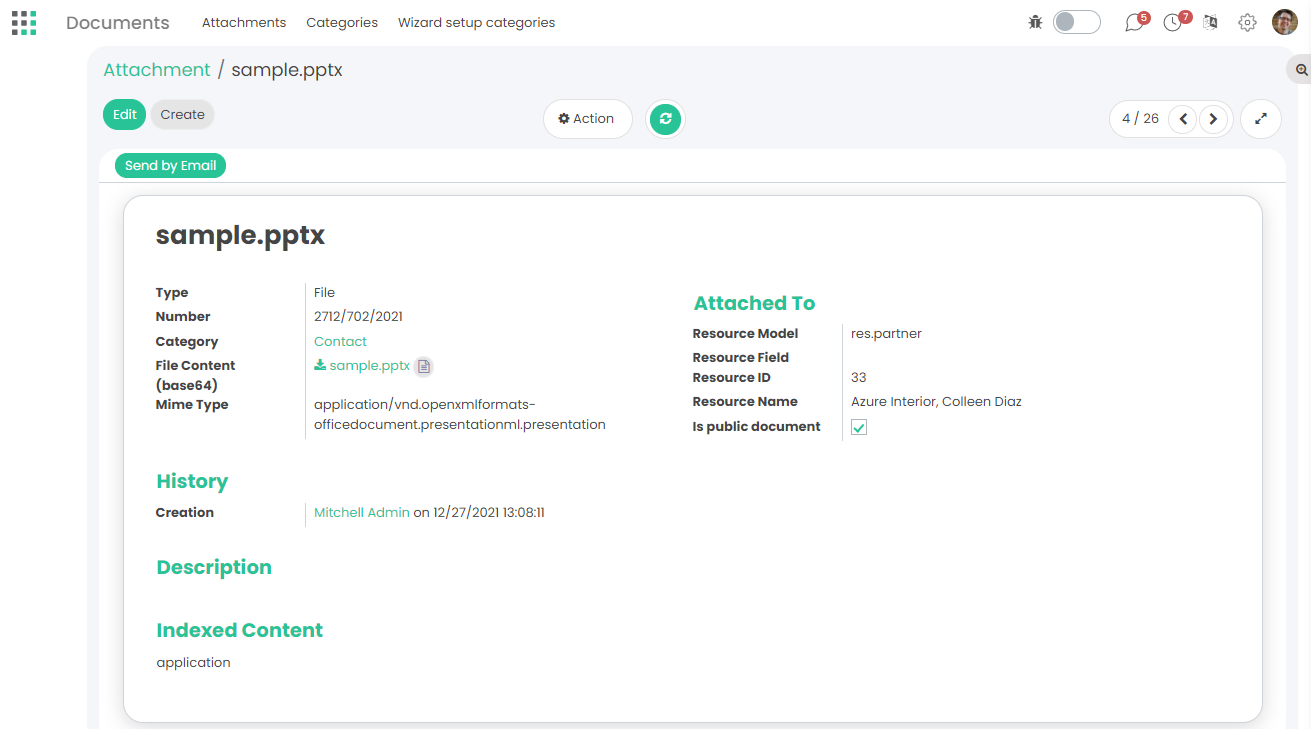 Documents Attachments Categories Wizard setup categories 5 7
Attachment / sample.pptx
Edit Create Action 4 / 26
Send by Email
sample.pptx
Type File
Number 2712/702/2021
Category Contact
File Content (base64) sample.pptx
Mime Type application/vnd.openxmlformats-
officedocument.presentationml.presentation
Attached To
Resource Model res.partner
Resource Field
Resource ID 33
Resource Name Azure Interior, Colleen Diaz
Is public document
History
Creation Mitchell Admin on 12/27/2021 13:08:11
Description
Indexed Content
application